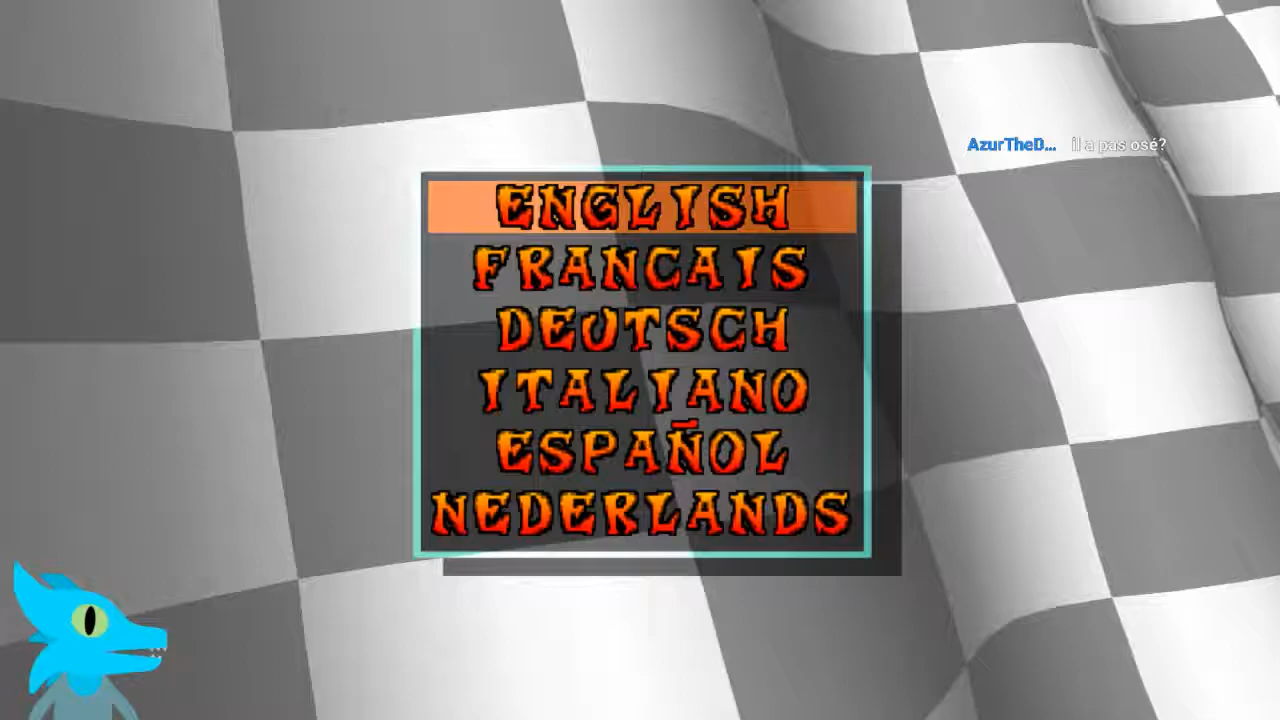 AzurTheD... il a pas osé?
ENGLISH
FRANCAIS
DEUTSCH
ITALIANO
ESPAÑOL
NEDERLANDS